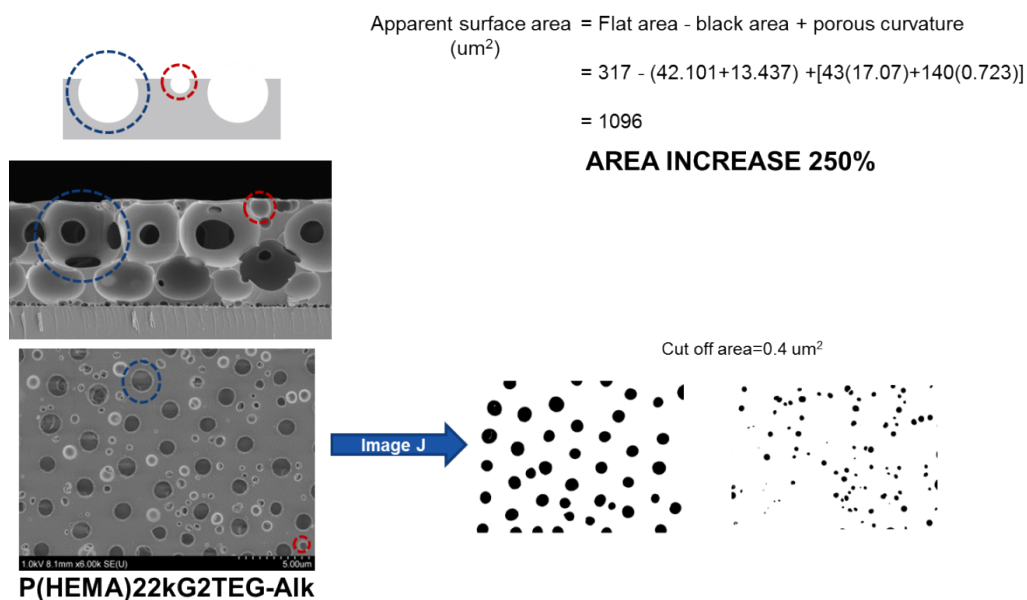 Apparent surface area = Flat area - black area + porous curvature
(um²)
= 317 - (42.101+13.437) +[43(17.07)+140(0.723)]
= 1096
AREA INCREASE 250%
Cut off area=0.4 um²
Image J
1.0kV 8.1mm x6.00k SE(U)
5.00um
P(HEMA)22kG2TEG-Alk